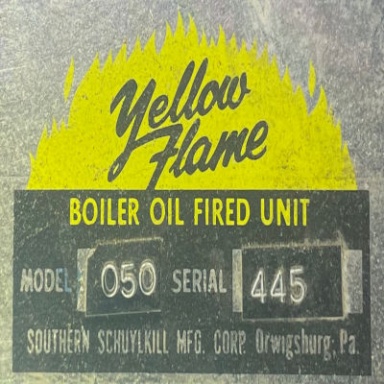 Yellow
Flame
BOILER OIL FIRED UNIT
MODEL 050 SERIAL 445
SOUTHERN SCHUYLKILL MFG. CORP. Orwigsburg, Pa.